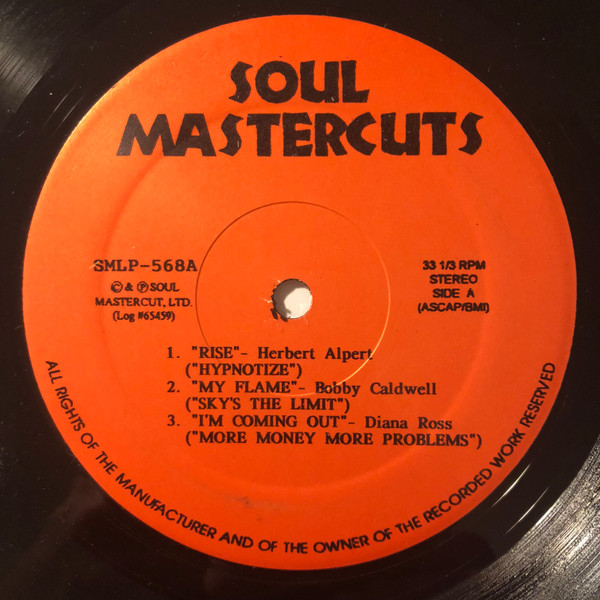 SOUL
MASTERCUTS
SMLP-568A
© & ℗ SOUL
MASTERCUT, LTD.
(Log #65459)
33 1/3 RPM
STEREO
SIDE A
(ASCAP/BMI)
1. "RISE"- Herbert Alpert
("HYPNOTIZE")
2. "MY FLAME"- Bobby Caldwell
("SKY'S THE LIMIT")
3. "I'M COMING OUT"- Diana Ross
("MORE MONEY MORE PROBLEMS")
ALL RIGHTS OF THE MANUFACTURER AND OF THE OWNER OF THE RECORDED WORK RESERVED